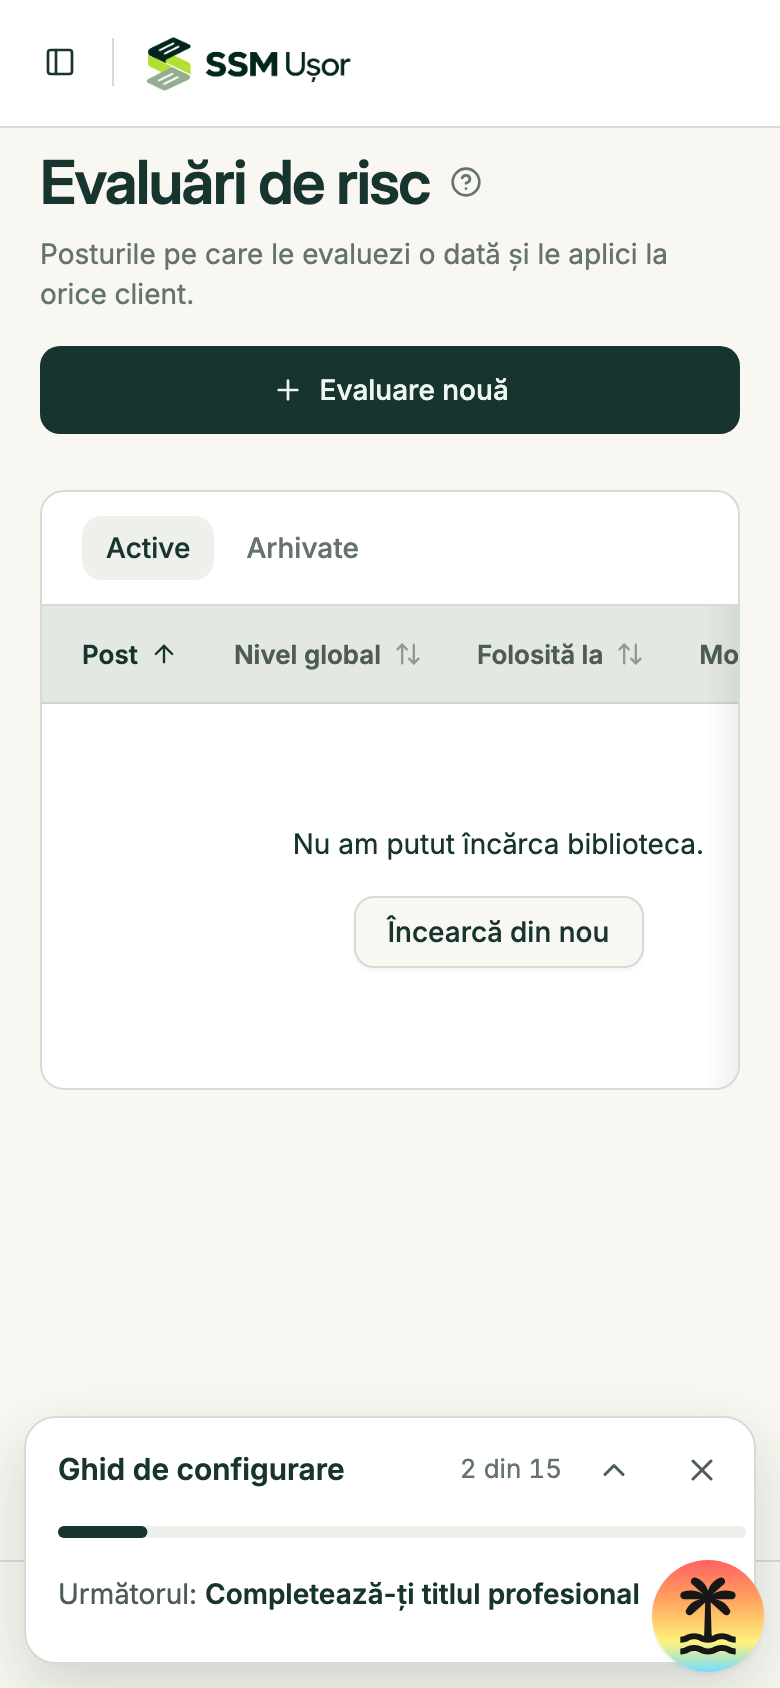 SSM Ușor
Evaluări de risc
Posturile pe care le evaluezi o dată și le aplici la
orice client.
Evaluare nouă
Active Arhivate
Post Nivel global Folosită la Mo
Nu am putut încărca biblioteca.
Încearcă din nou
Ghid de configurare 2 din 15
Următorul: Completează-ți titlul profesional